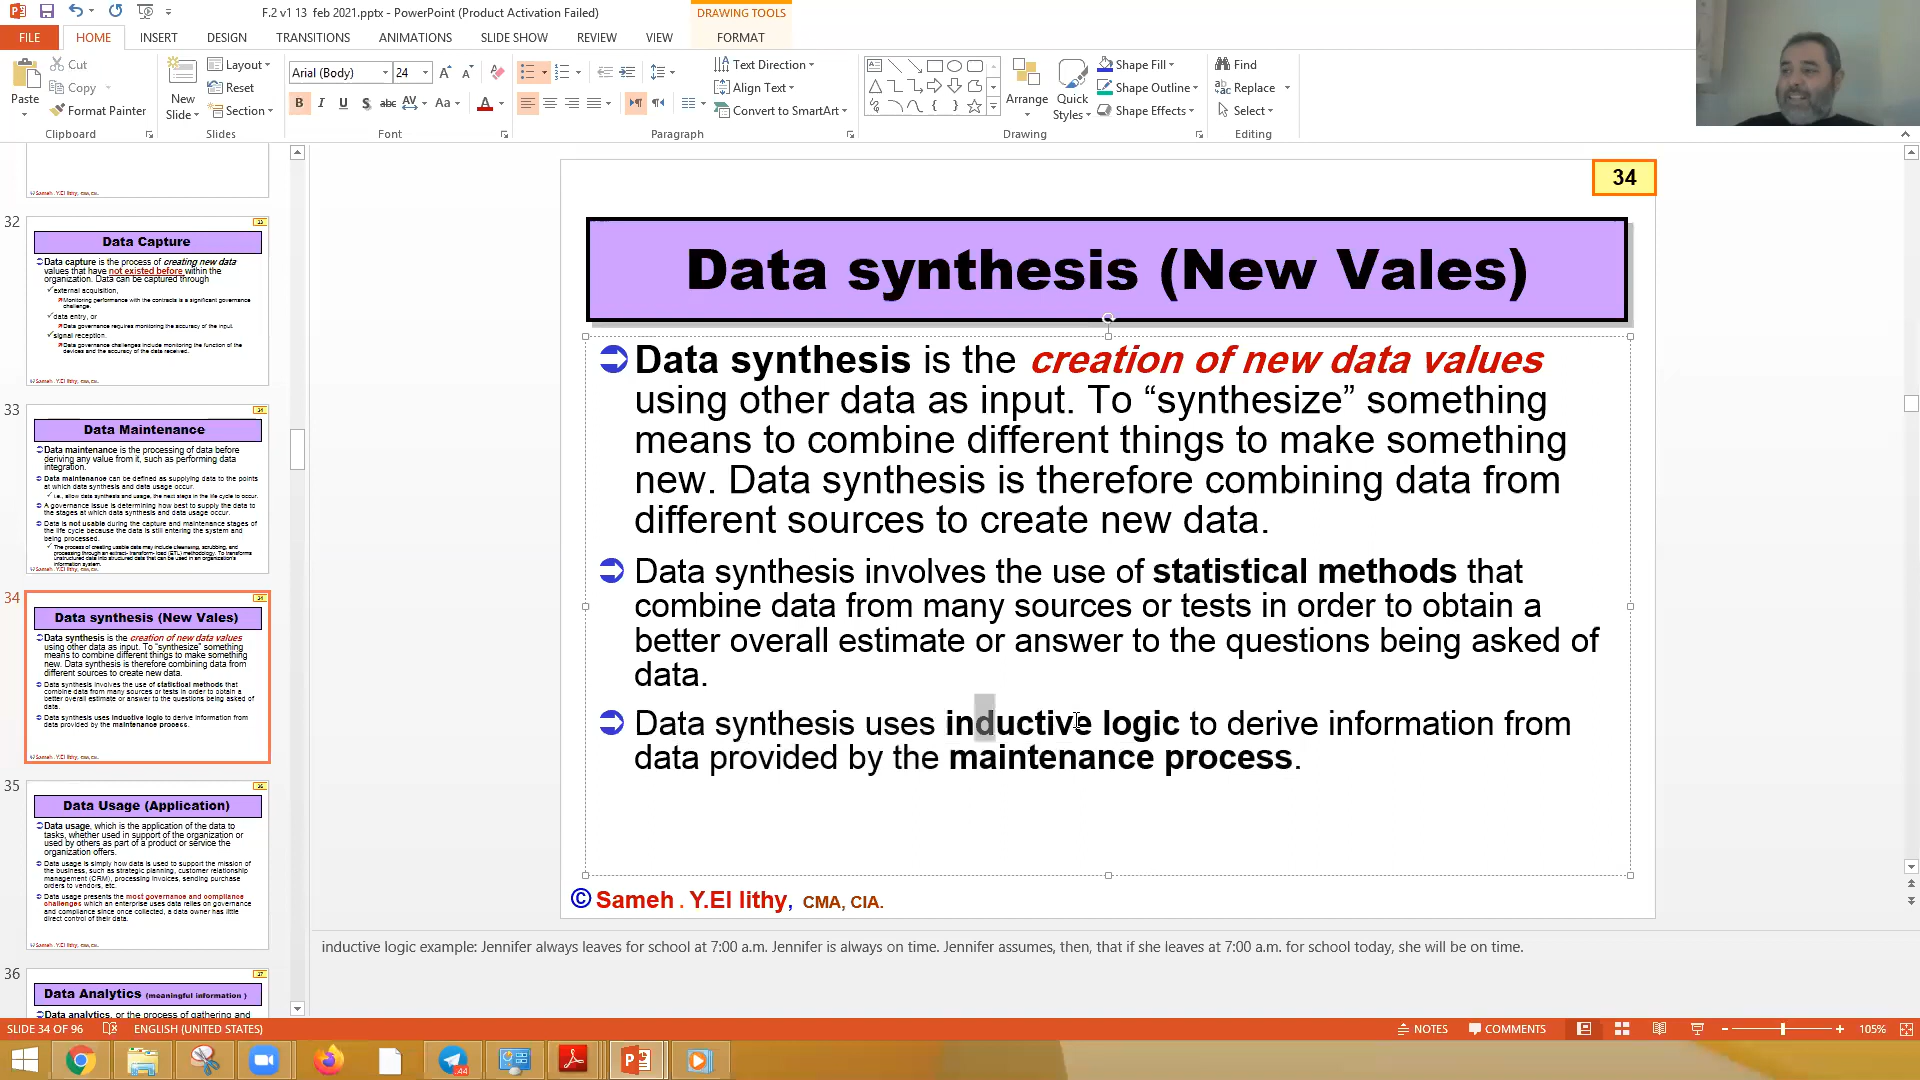 F.2 v1 13 feb 2021.pptx - PowerPoint (Product Activation Failed)
DRAWING TOOLS
FILE HOME INSERT DESIGN TRANSITIONS ANIMATIONS SLIDE SHOW REVIEW VIEW FORMAT
Paste
Cut
Copy
Format Painter
Clipboard
New Slide
Layout
Reset
Section
Slides
Arial (Body) 24
Font
Text Direction
Align Text
Convert to SmartArt
Paragraph
Arrange
Quick Styles
Shape Fill
Shape Outline
Shape Effects
Drawing
Find
Replace
Select
Editing
32
33
Data Capture
Data capture is the process of creating new data
values that have not existed before within the
organization. Data can be captured through
external acquisition,
Monitoring performance with the contracts is a significant governance
challenge.
data entry, or
Data governance requires monitoring the accuracy of the input.
signal reception.
Data governance challenges include monitoring the function of the
devices and the accuracy of the data received.
33
34
Data Maintenance
Data maintenance is the processing of data before
deriving any value from it, such as performing data
integration.
Data maintenance can be defined as supplying data to the points
at which data synthesis and data usage occur.
i.e., allow data synthesis and usage, the next steps in the life cycle to occur.
A governance issue is determining how best to supply the data to
the stages at which data synthesis and data usage occur.
Data is not usable during the capture and maintenance stages of
the life cycle because the data is still entering the system and
being processed.
The process of creating usable data may include cleansing, scrubbing, and
processing through an extract- transform- load (ETL) methodology. To transforms
unstructured data into structured data that can be used in an organization's
information system.
34
34
Data synthesis (New Vales)
Data synthesis is the creation of new data values
using other data as input. To "synthesize" something
means to combine different things to make something
new. Data synthesis is therefore combining data from
different sources to create new data.
Data synthesis involves the use of statistical methods that
combine data from many sources or tests in order to obtain a
better overall estimate or answer to the questions being asked of
data.
Data synthesis uses inductive logic to derive information from
data provided by the maintenance process.
35
Data Usage (Application)
Data usage, which is the application of the data to
tasks, whether used in support of the organization or
used by others as part of a product or service the
organization offers.
Data usage is simply how data is used to support the mission of
the business, such as strategic planning, customer relationship
management (CRM), processing invoices, sending purchase
orders to vendors, etc.
Data usage presents the most governance and compliance
challenges which an enterprise uses data relies on governance
and compliance since once collected, a data owner has little
direct control of their data.
36
37
Data Analytics (meaningful information )
Data analytics, or the process of gathering and
34
Data synthesis (New Vales)
Data synthesis is the creation of new data values
using other data as input. To “synthesize” something
means to combine different things to make something
new. Data synthesis is therefore combining data from
different sources to create new data.
Data synthesis involves the use of statistical methods that
combine data from many sources or tests in order to obtain a
better overall estimate or answer to the questions being asked of
data.
Data synthesis uses inductive logic to derive information from
data provided by the maintenance process.
© Sameh . Y.El lithy, CMA, CIA.
inductive logic example: Jennifer always leaves for school at 7:00 a.m. Jennifer is always on time. Jennifer assumes, then, that if she leaves at 7:00 a.m. for school today, she will be on time.
SLIDE 34 OF 96 ENGLISH (UNITED STATES) NOTES COMMENTS 105%
44